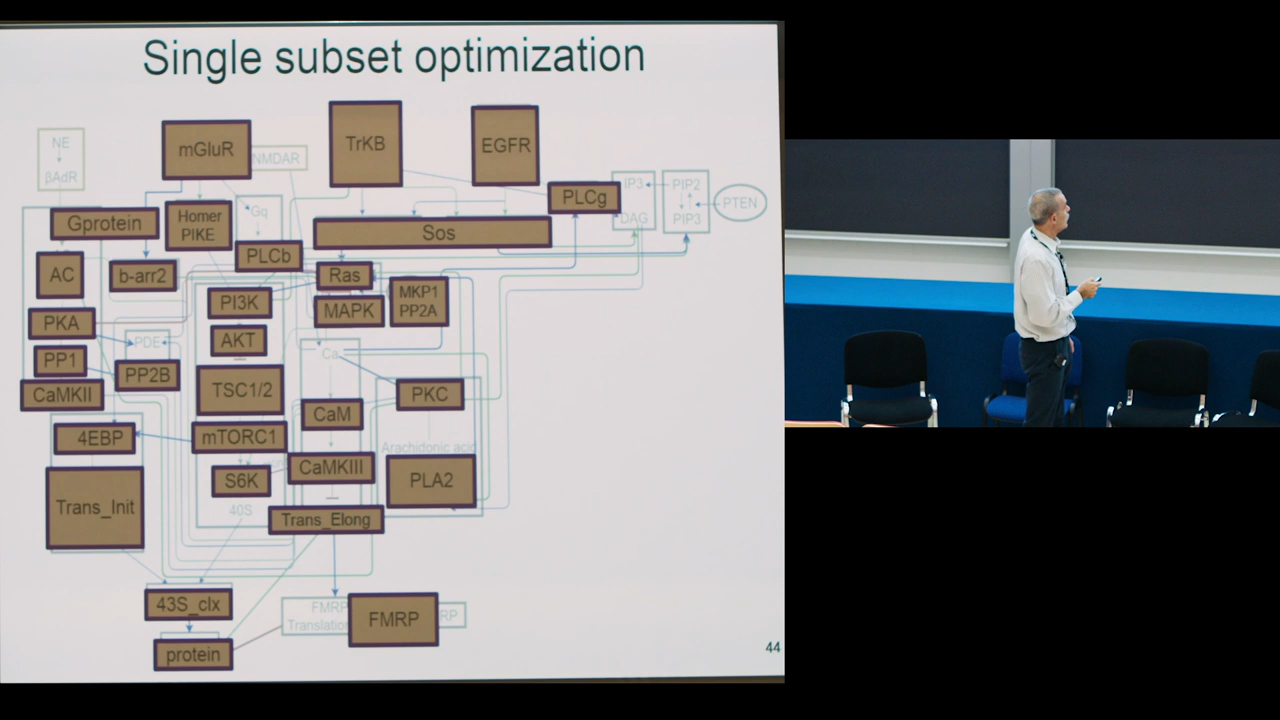 Single subset optimization
NE
βAdR
mGluR
NMDAR
TrKB
EGFR
PLCg
IP3
DAG
PIP2
PIP3
PTEN
Gprotein
Homer
PIKE
Gq
Sos
PLCb
AC
b-arr2
Ras
PI3K
MAPK
MKP1
PP2A
PKA
PDE
AKT
Ca
PP1
PP2B
TSC1/2
CaMKII
PKC
CaM
4EBP
mTORC1
Arachidonic acid
S6K
CaMKIII
PLA2
Trans_Init
40S
Trans_Elong
43S_clx
FMRP
Translation
FMRP
RP
protein
44